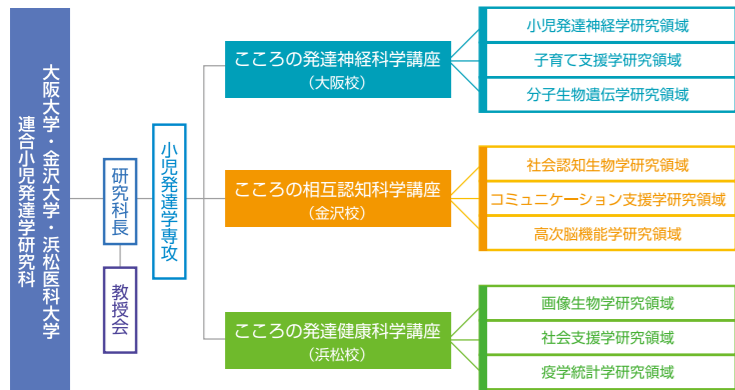 大阪大学・金沢大学・浜松医科大学
連合小児発達学研究科
研究科長
教授会
小児発達学専攻
こころの発達神経科学講座
（大阪校）
小児発達神経学研究領域
子育て支援学研究領域
分子生物遺伝学研究領域
こころの相互認知科学講座
（金沢校）
社会認知生物学研究領域
コミュニケーション支援学研究領域
高次脳機能学研究領域
こころの発達健康科学講座
（浜松校）
画像生物学研究領域
社会支援学研究領域
疫学統計学研究領域